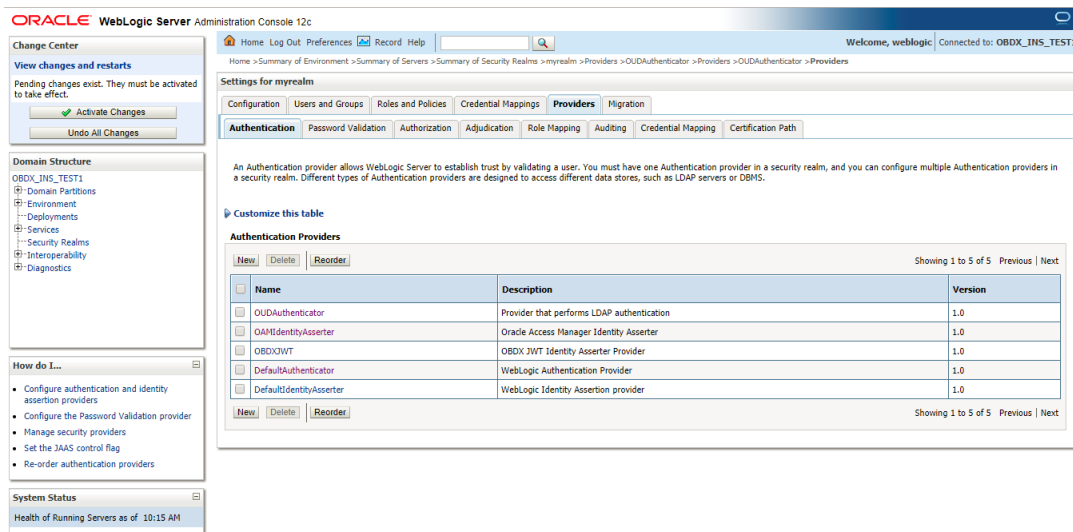 ORACLE WebLogic Server Administration Console 12c
Change Center
View changes and restarts
Pending changes exist. They must be activated
to take effect.
Activate Changes
Undo All Changes
Domain Structure
OBDX_INS_TEST1
Domain Partitions
Environment
Deployments
Services
Security Realms
Interoperability
Diagnostics
How do I...
Configure authentication and identity
assertion providers
Configure the Password Validation provider
Manage security providers
Set the JAAS control flag
Re-order authentication providers
System Status
Health of Running Servers as of 10:15 AM
Home Log Out Preferences Record Help
Welcome, weblogic Connected to: OBDX_INS_TEST1
Home >Summary of Environment >Summary of Servers >Summary of Security Realms >myrealm >Providers >OUDAuthenticator >Providers >OUDAuthenticator >Providers
Settings for myrealm
Configuration Users and Groups Roles and Policies Credential Mappings Providers Migration
Authentication Password Validation Authorization Adjudication Role Mapping Auditing Credential Mapping Certification Path
An Authentication provider allows WebLogic Server to establish trust by validating a user. You must have one Authentication provider in a security realm, and you can configure multiple Authentication providers in
a security realm. Different types of Authentication providers are designed to access different data stores, such as LDAP servers or DBMS.
Customize this table
Authentication Providers
New Delete Reorder Showing 1 to 5 of 5 Previous | Next
Name Description Version
OUDAuthenticator Provider that performs LDAP authentication 1.0
OAMIdentityAsserter Oracle Access Manager Identity Asserter 1.0
OBDXJWT OBDX JWT Identity Asserter Provider 1.0
DefaultAuthenticator WebLogic Authentication Provider 1.0
DefaultIdentityAsserter WebLogic Identity Assertion provider 1.0
New Delete Reorder Showing 1 to 5 of 5 Previous | Next